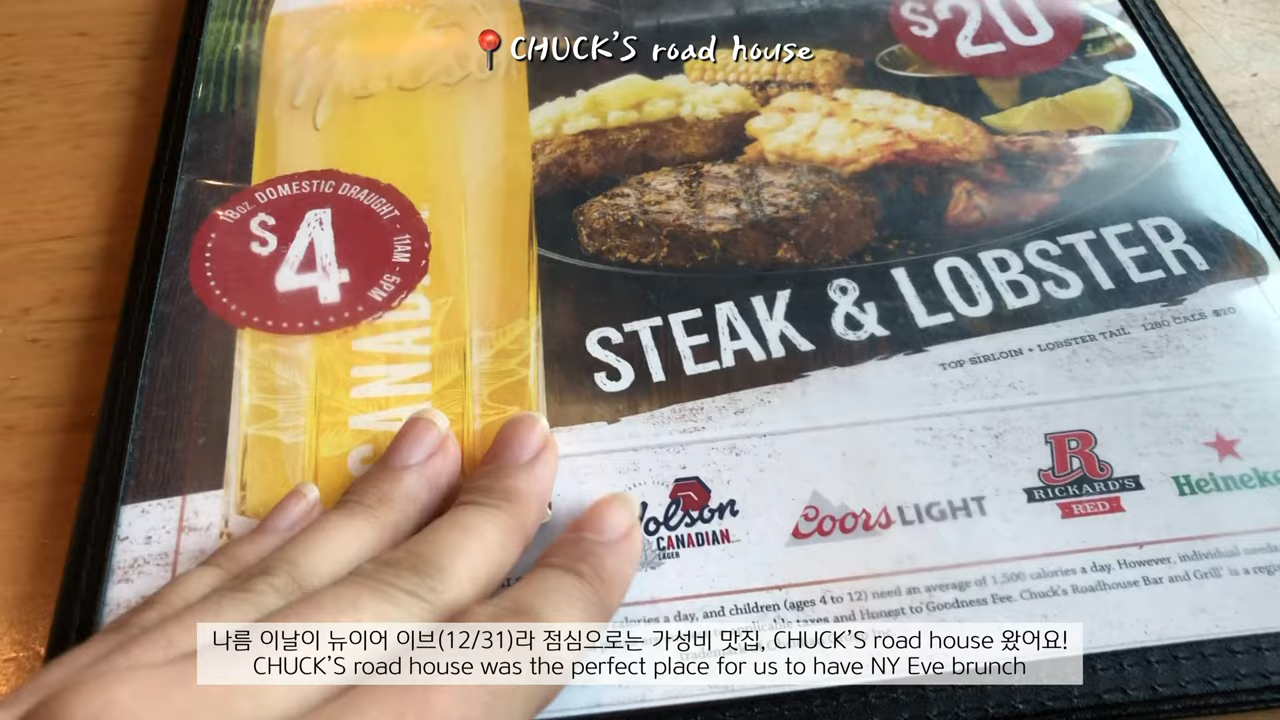 CHUCK'S road house
$20
18oz. DOMESTIC DRAUGHT - 11AM - 5PM
$4
CANADIAN
STEAK & LOBSTER
TOP SIRLOIN + LOBSTER TAIL 1280 CALS $20
Molson
CANADIAN
LAGER
Coors LIGHT
R
RICKARD'S
RED
Heineke
calories a day, and children (ages 4 to 12) need an average of 1,500 calories a day. However, individual needs
applicable taxes and Honest to Goodness Fee. Chuck's Roadhouse Bar and Grill' is a regis
나름 이날이 뉴이어 이브(12/31)라 점심으로는 가성비 맛집, CHUCK'S road house 왔어요!
CHUCK'S road house was the perfect place for us to have NY Eve brunch